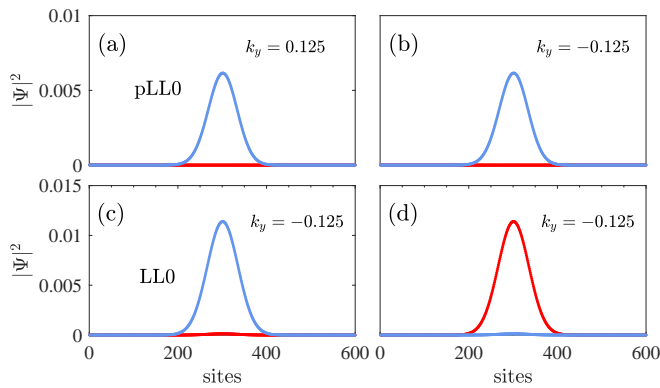 0.01
(a)
k_y = 0.125
(b)
k_y = −0.125
|Ψ|²
0.005
pLL0
0
0.015
(c)
k_y = −0.125
(d)
k_y = −0.125
0.01
|Ψ|²
LL0
0.005
0
0 200 400 600
0 200 400 600
sites
sites